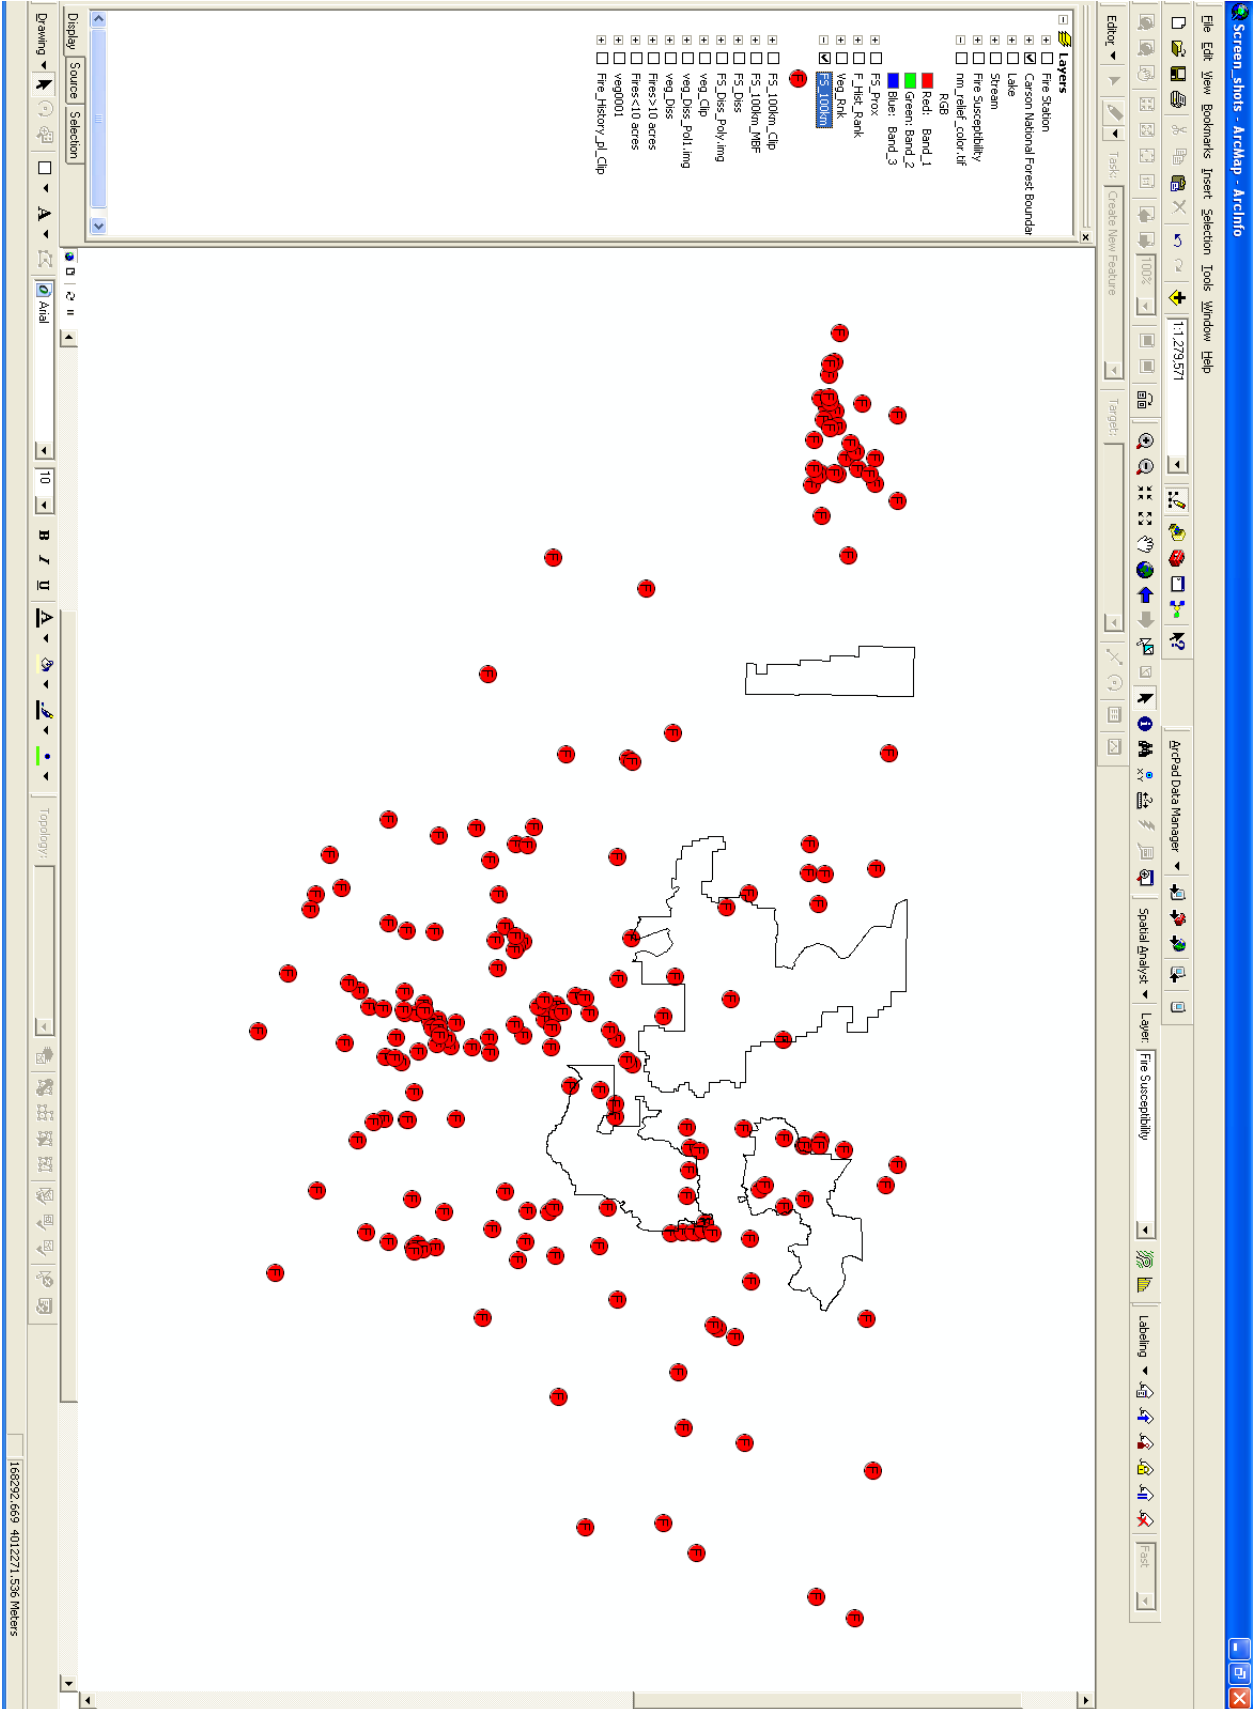 Screen_shots - ArcMap - ArcInfo
File Edit View Bookmarks Insert Selection Tools Window Help
1:1,279,571
ArcPad Data Manager
100%
Spatial Analyst Layer: Fire Susceptibility
Labeling Fast
Editor Task: Create New Feature Target:
Layers
Fire Station
Carson National Forest Boundar
Lake
Stream
Fire Susceptibility
nm_relief_color.tif
RGB
Red: Band_1
Green: Band_2
Blue: Band_3
FS_Prox
F_Hist_Rank
Veg_Rnk
FS_100km
F
FS_100km_Clip
FS_100km_MBF
FS_Diss
FS_Diss_Poly.img
veg_Clip
veg_Diss_Pol1.img
veg_Diss
Fires>10 acres
Fires<10 acres
veg0001
Fire_History_pl_Clip
Display Source Selection
Drawing A Arial 10 B I U A
Topology:
168292.669 4012271.536 Meters